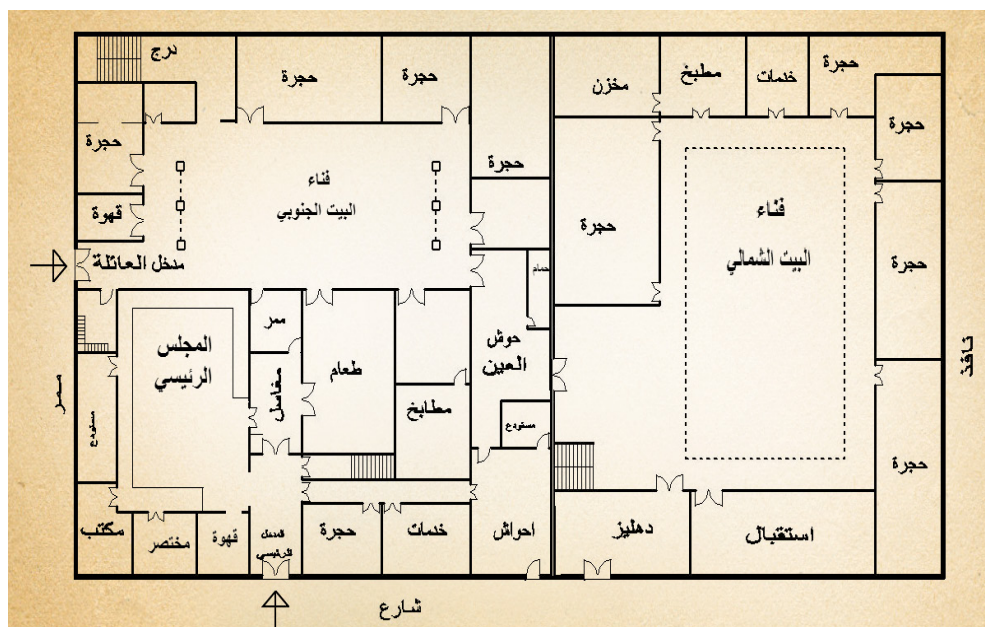 درج
حجرة
حجرة
حجرة
قهوة
مدخل العائلة
فناء
البيت الجنوبي
حجرة
مخزن
مطبخ
خدمات
حجرة
حجرة
حجرة
حجرة
حجرة
فناء
البيت الشمالي
نافذ
حمام
حوش
العين
مستودع
ممر
مغاسل
طعام
مطابخ
المجلس
الرئيسي
ممر
مستودع
مكتب
مختصر
قهوة
المدخل
الرئيسي
حجرة
خدمات
احواش
دهليز
استقبال
شارع